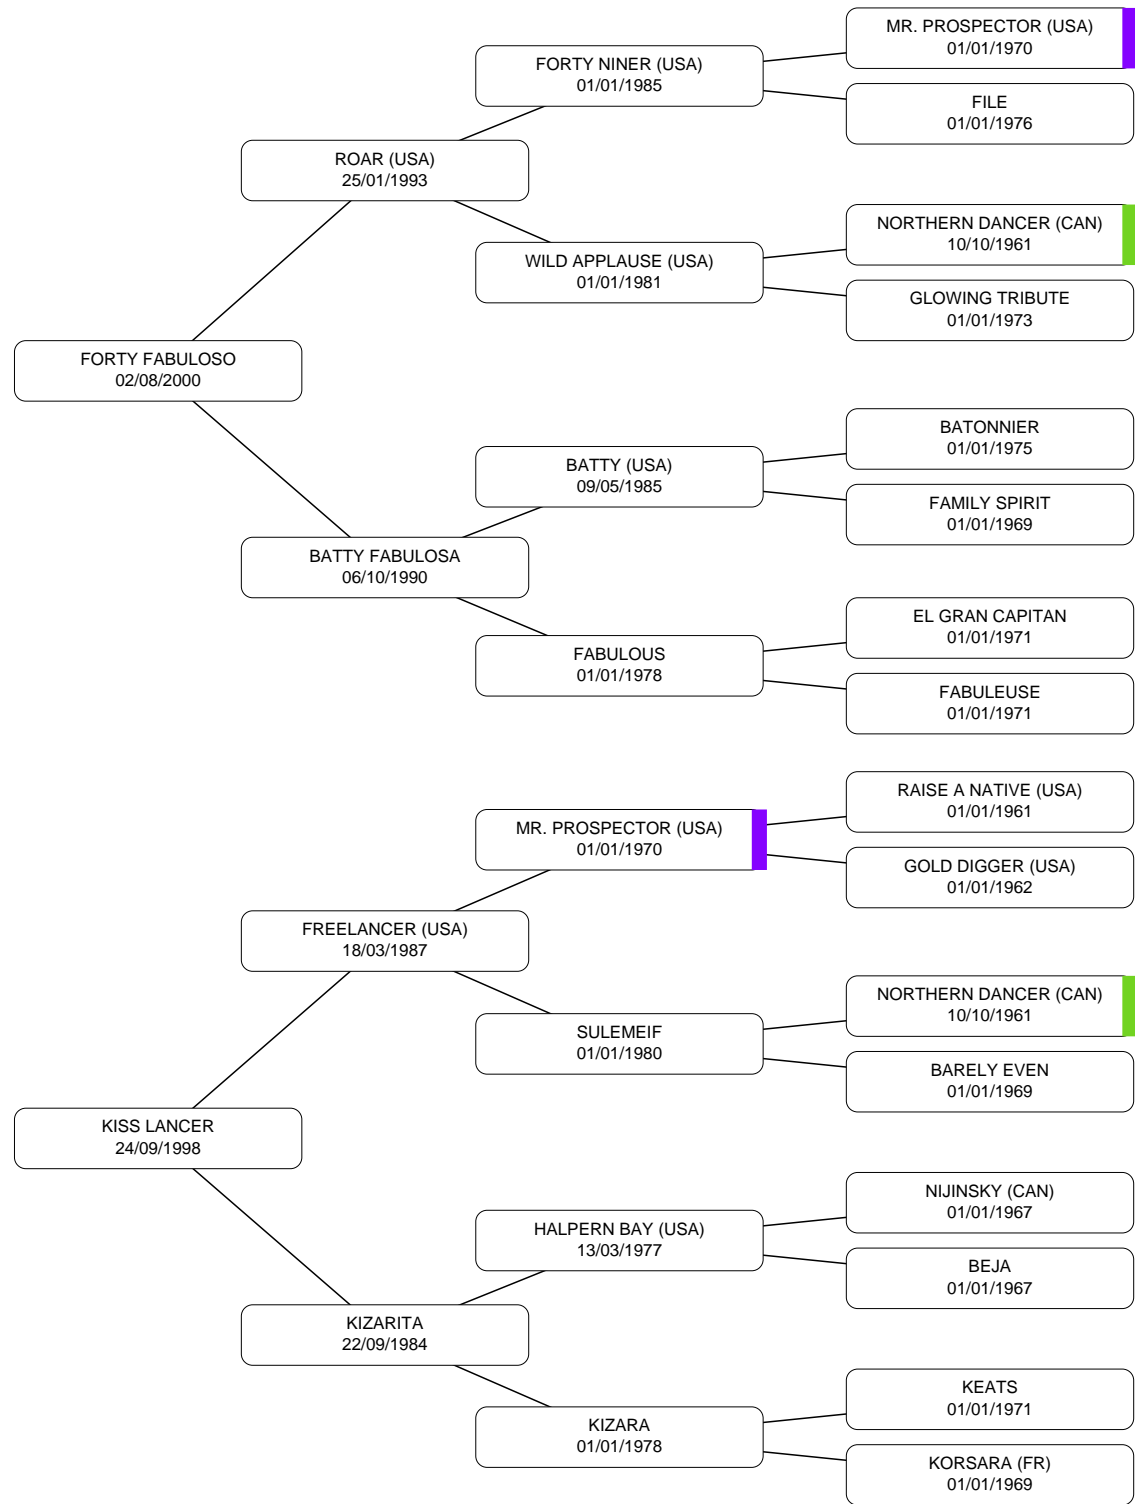 MR. PROSPECTOR (USA)
01/01/1970
FORTY NINER (USA)
01/01/1985
FILE
01/01/1976
ROAR (USA)
25/01/1993
NORTHERN DANCER (CAN)
10/10/1961
WILD APPLAUSE (USA)
01/01/1981
GLOWING TRIBUTE
01/01/1973
FORTY FABULOSO
02/08/2000
BATONNIER
01/01/1975
BATTY (USA)
09/05/1985
FAMILY SPIRIT
01/01/1969
BATTY FABULOSA
06/10/1990
EL GRAN CAPITAN
01/01/1971
FABULOUS
01/01/1978
FABULEUSE
01/01/1971
RAISE A NATIVE (USA)
01/01/1961
MR. PROSPECTOR (USA)
01/01/1970
GOLD DIGGER (USA)
01/01/1962
FREELANCER (USA)
18/03/1987
NORTHERN DANCER (CAN)
10/10/1961
SULEMEIF
01/01/1980
BARELY EVEN
01/01/1969
KISS LANCER
24/09/1998
NIJINSKY (CAN)
01/01/1967
HALPERN BAY (USA)
13/03/1977
BEJA
01/01/1967
KIZARITA
22/09/1984
KEATS
01/01/1971
KIZARA
01/01/1978
KORSARA (FR)
01/01/1969